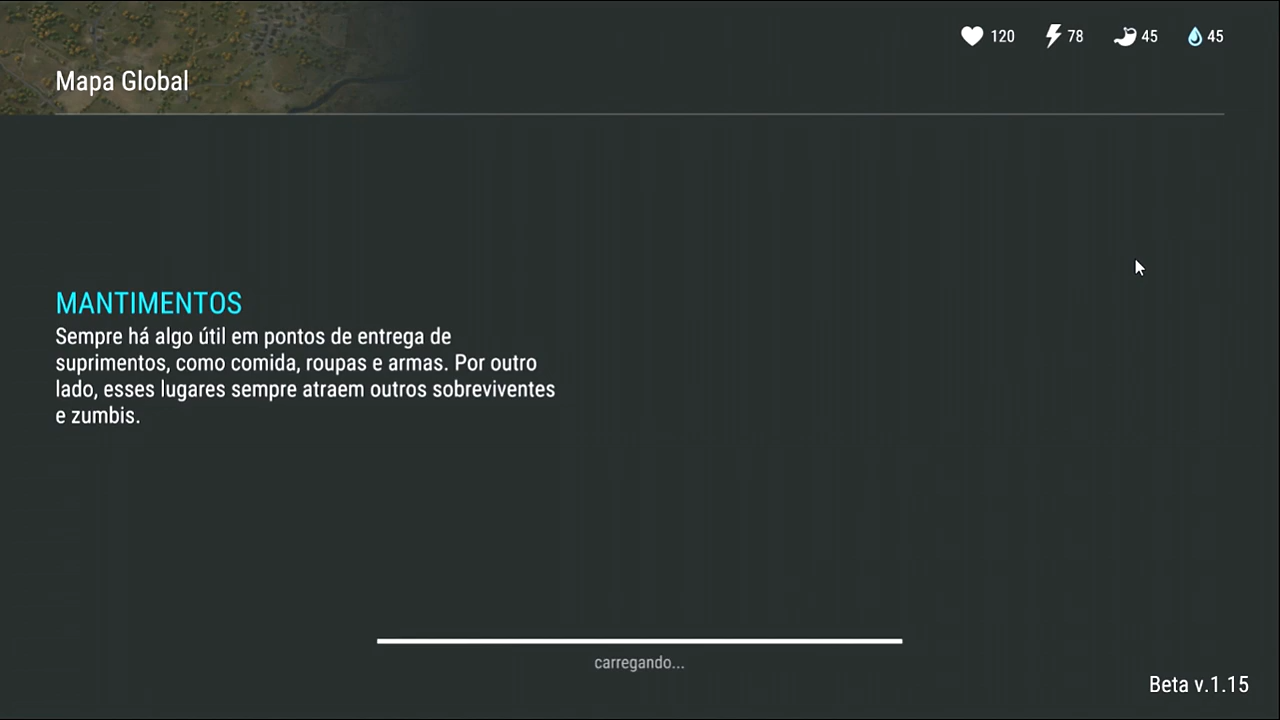 120 78 45 45
Mapa Global
MANTIMENTOS
Sempre há algo útil em pontos de entrega de
suprimentos, como comida, roupas e armas. Por outro
lado, esses lugares sempre atraem outros sobreviventes
e zumbis.
carregando...
Beta v.1.15